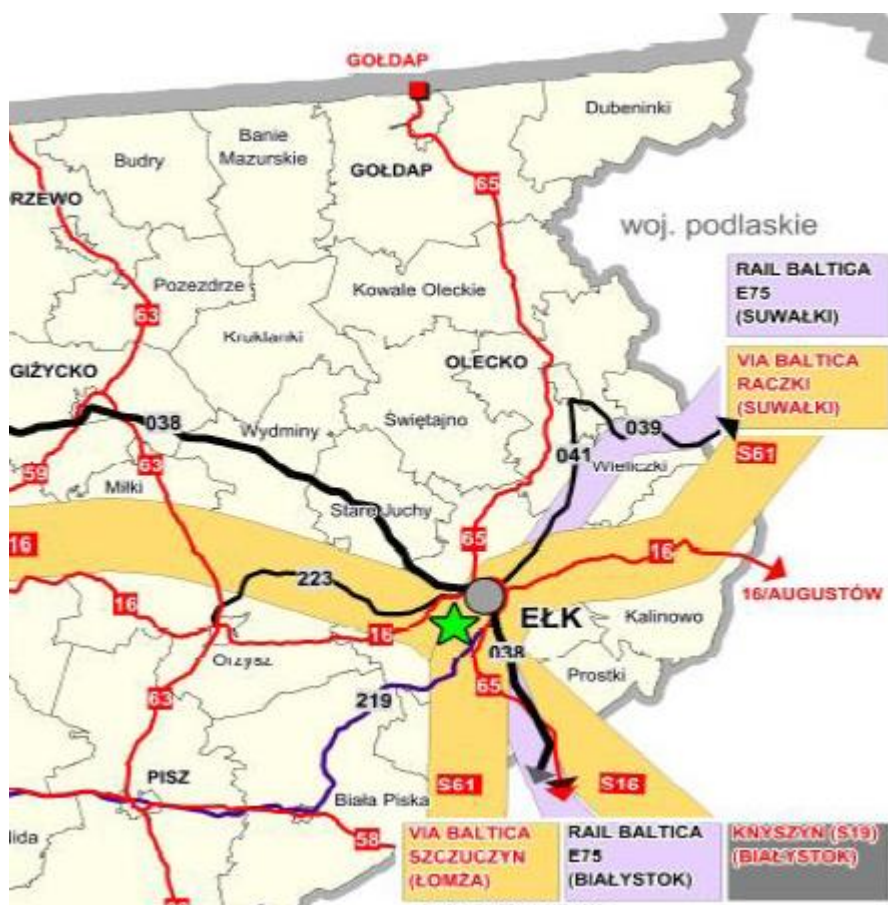 GOŁDAP
Dubeninki
Banie
Mazurskie
Budry
GOŁDAP
65
RZEWO
woj. podlaskie
RAIL BALTICA
E75
(SUWAŁKI)
Pozezdrze
Kowale Oleckie
63
Kruklanki
VIA BALTICA
RACZKI
(SUWAŁKI)
OLECKO
GIŻYCKO
038
Świętajno
Wydminy
039
041
S61
59
63
Wieliczki
Miłki
Stare Juchy
65
16
16
223
16/AUGUSTÓW
16
EŁK
Kalinowo
16
038
Orzysz
Prostki
65
63
219
PISZ
S61
S16
Biała Piska
58
VIA BALTICA
SZCZUCZYN
(ŁOMŻA)
RAIL BALTICA
E75
(BIAŁYSTOK)
KNYSZYN (S19)
(BIAŁYSTOK)
lida